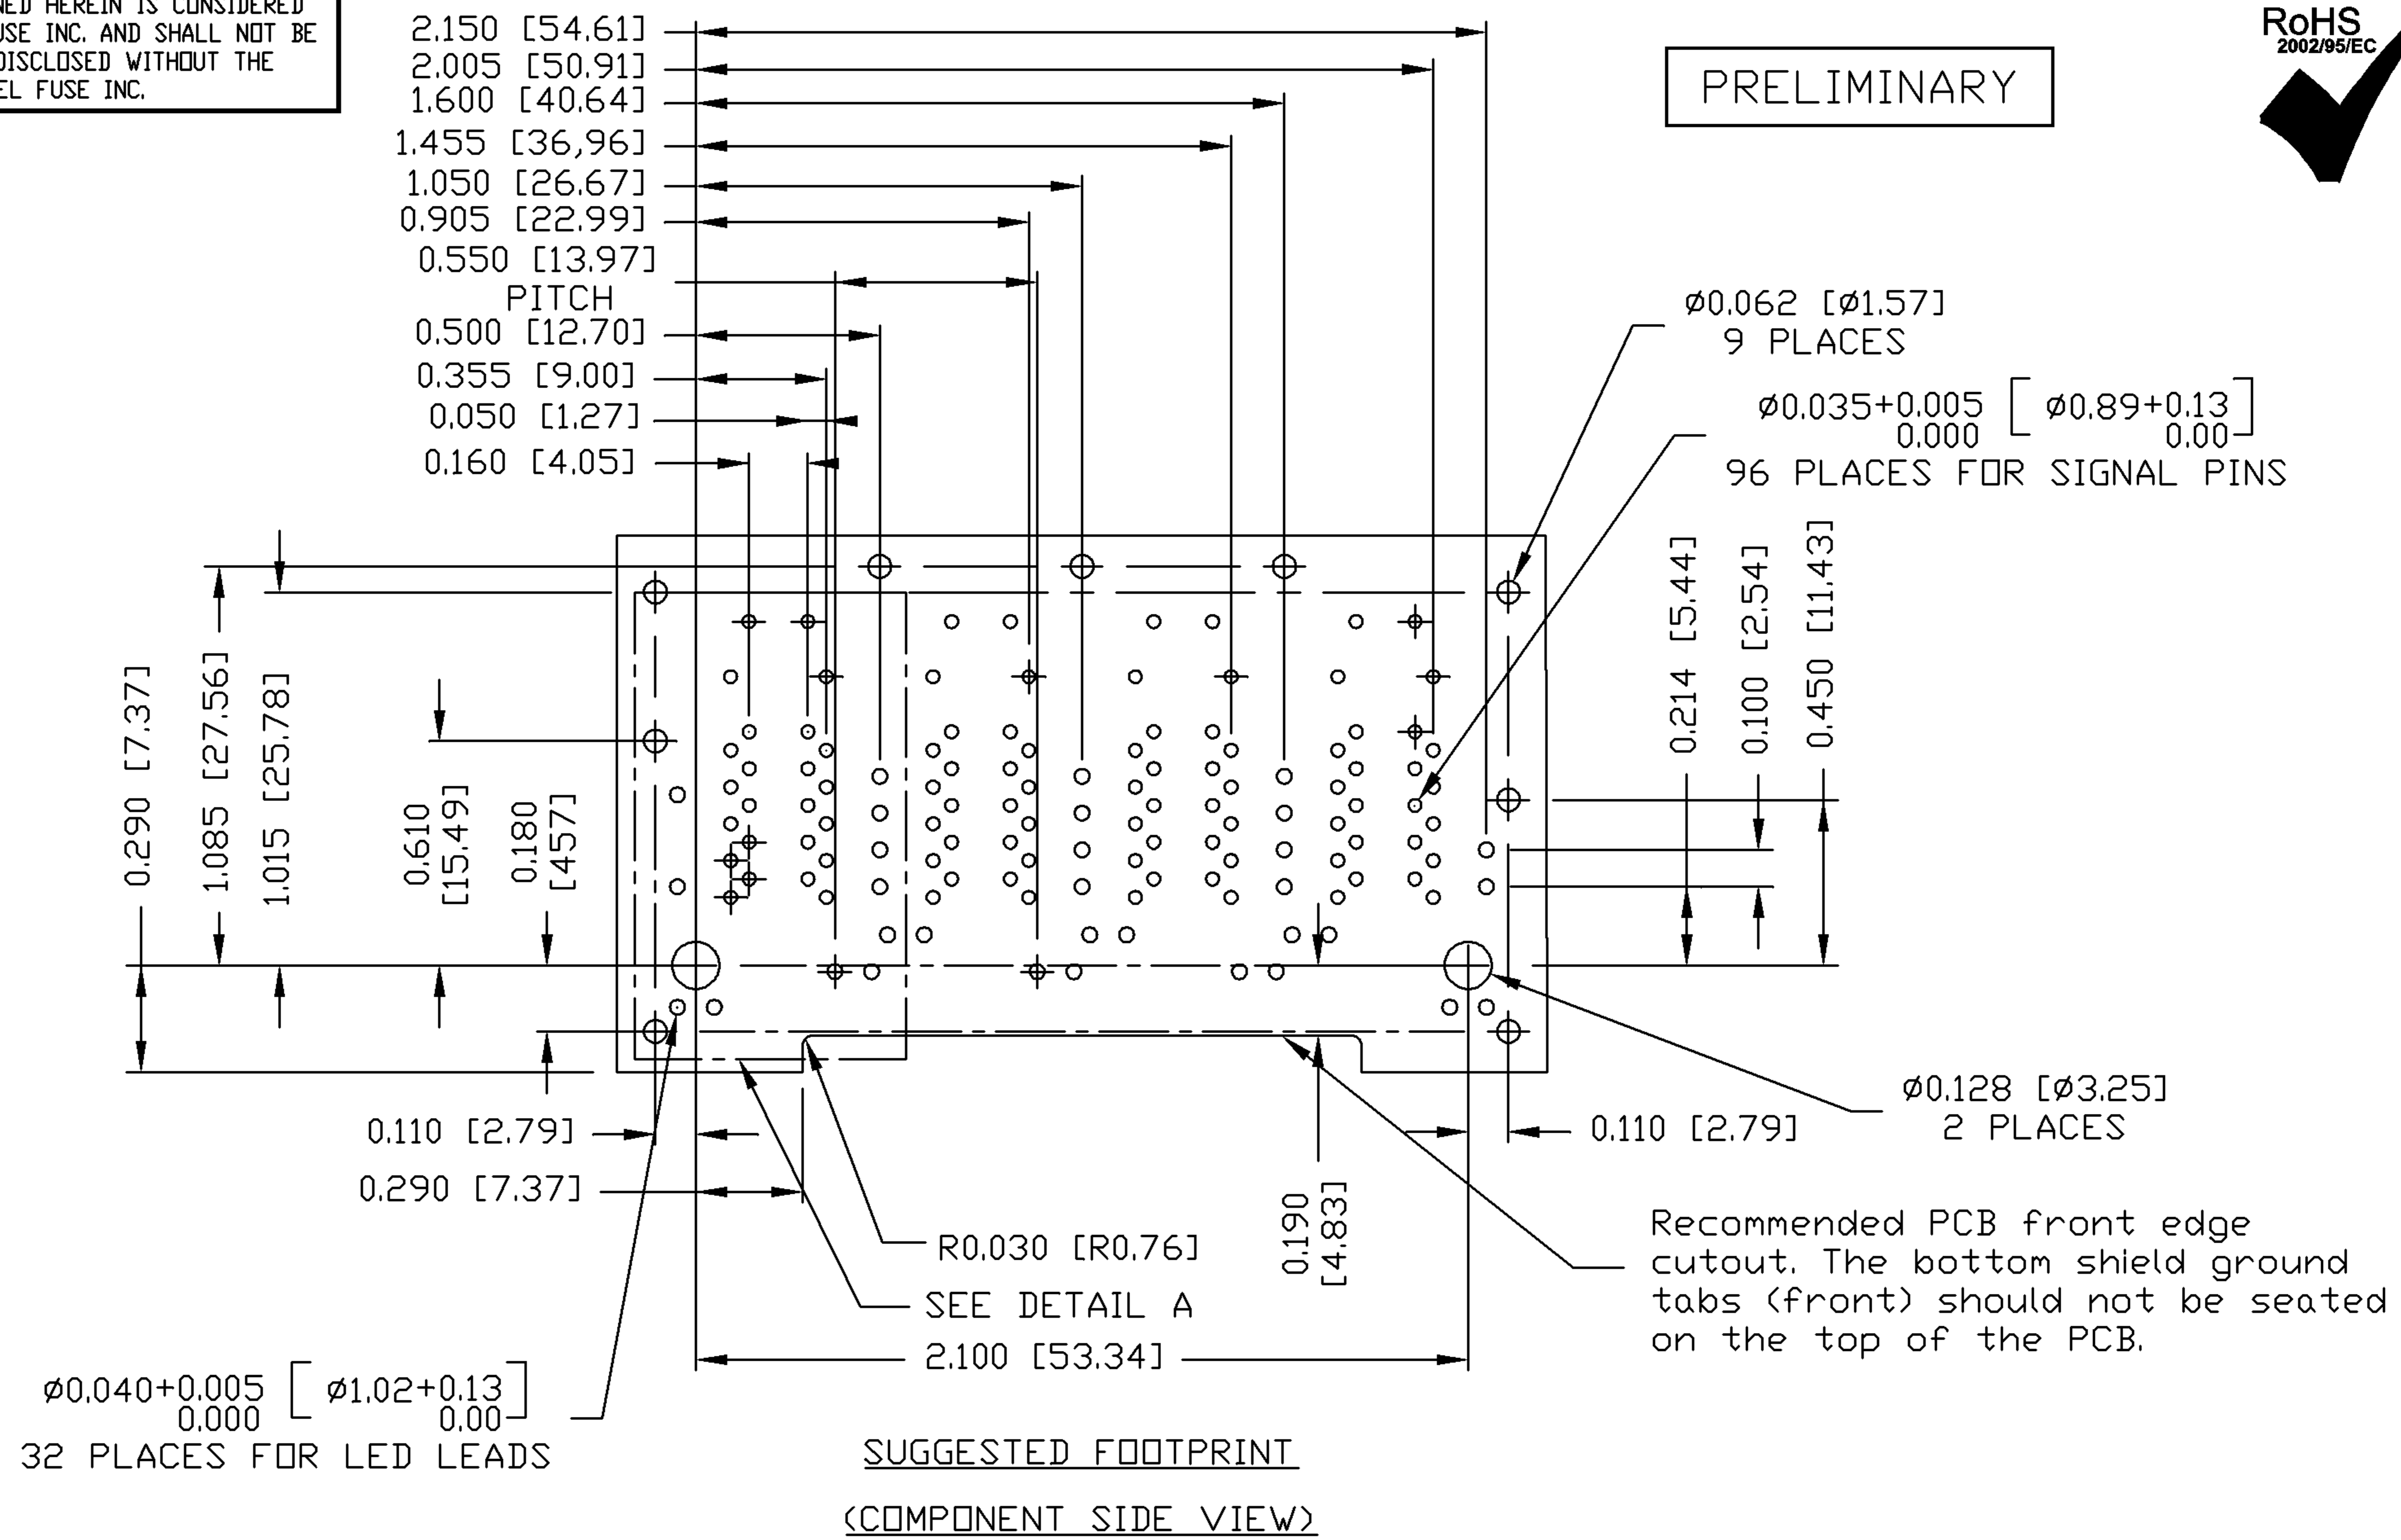 NED HEREIN IS CONSIDERED
USE INC. AND SHALL NOT BE
DISCLOSED WITHOUT THE
EL FUSE INC.
2.150 [54.61]
2.005 [50.91]
1.600 [40.64]
1.455 [36,96]
1.050 [26.67]
0.905 [22.99]
0.550 [13.97]
PITCH
0.500 [12.70]
0.355 [9.00]
0.050 [1.27]
0.160 [4.05]
PRELIMINARY
RoHS
2002/95/EC
ø0.062 [ø1.57]
9 PLACES
ø0.035+0.005 [ø0.89+0.13]
0.000 0.00
96 PLACES FOR SIGNAL PINS
0.290 [7.37]
1.085 [27.56]
1.015 [25.78]
0.610
[15.49]
0.180
[457]
0.214 [5.44]
0.100 [2.54]
0.450 [11.43]
0.110 [2.79]
0.290 [7.37]
R0.030 [R0.76]
SEE DETAIL A
2.100 [53.34]
0.190
[4.83]
0.110 [2.79]
ø0.128 [ø3.25]
2 PLACES
Recommended PCB front edge
cutout. The bottom shield ground
tabs (front) should not be seated
on the top of the PCB.
ø0.040+0.005 [ø1.02+0.13]
0.000 0.00
32 PLACES FOR LED LEADS
SUGGESTED FOOTPRINT
(COMPONENT SIDE VIEW)